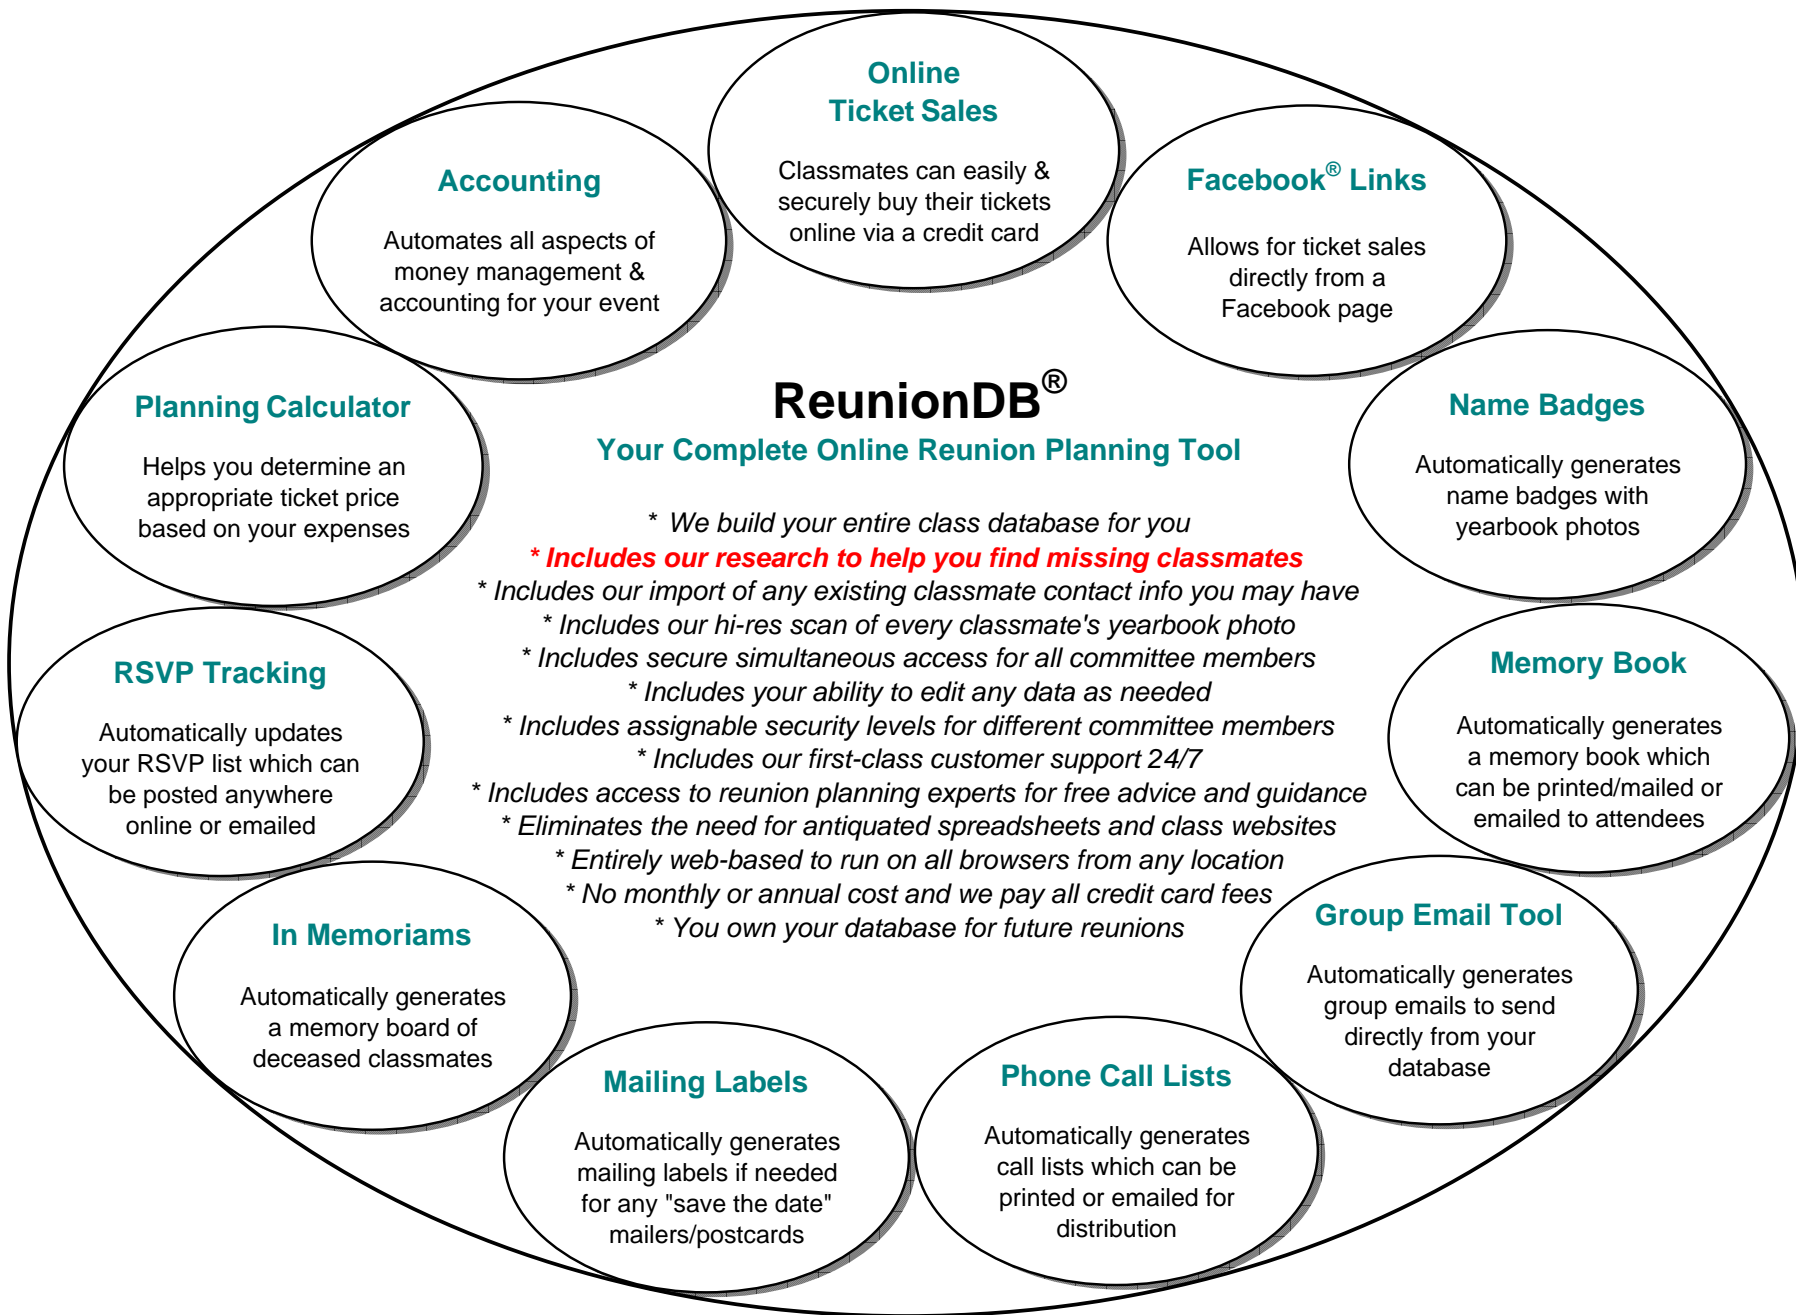 Online
Ticket Sales
Classmates can easily &
securely buy their tickets
online via a credit card
Accounting
Automates all aspects of
money management &
accounting for your event
Facebook® Links
Allows for ticket sales
directly from a
Facebook page
Planning Calculator
Helps you determine an
appropriate ticket price
based on your expenses
ReunionDB®
Your Complete Online Reunion Planning Tool
* We build your entire class database for you
* Includes our research to help you find missing classmates
* Includes our import of any existing classmate contact info you may have
* Includes our hi-res scan of every classmate's yearbook photo
* Includes secure simultaneous access for all committee members
* Includes your ability to edit any data as needed
* Includes assignable security levels for different committee members
* Includes our first-class customer support 24/7
* Includes access to reunion planning experts for free advice and guidance
* Eliminates the need for antiquated spreadsheets and class websites
* Entirely web-based to run on all browsers from any location
* No monthly or annual cost and we pay all credit card fees
* You own your database for future reunions
Name Badges
Automatically generates
name badges with
yearbook photos
RSVP Tracking
Automatically updates
your RSVP list which can
be posted anywhere
online or emailed
Memory Book
Automatically generates
a memory book which
can be printed/mailed or
emailed to attendees
In Memoriams
Automatically generates
a memory board of
deceased classmates
Group Email Tool
Automatically generates
group emails to send
directly from your
database
Mailing Labels
Automatically generates
mailing labels if needed
for any "save the date"
mailers/postcards
Phone Call Lists
Automatically generates
call lists which can be
printed or emailed for
distribution